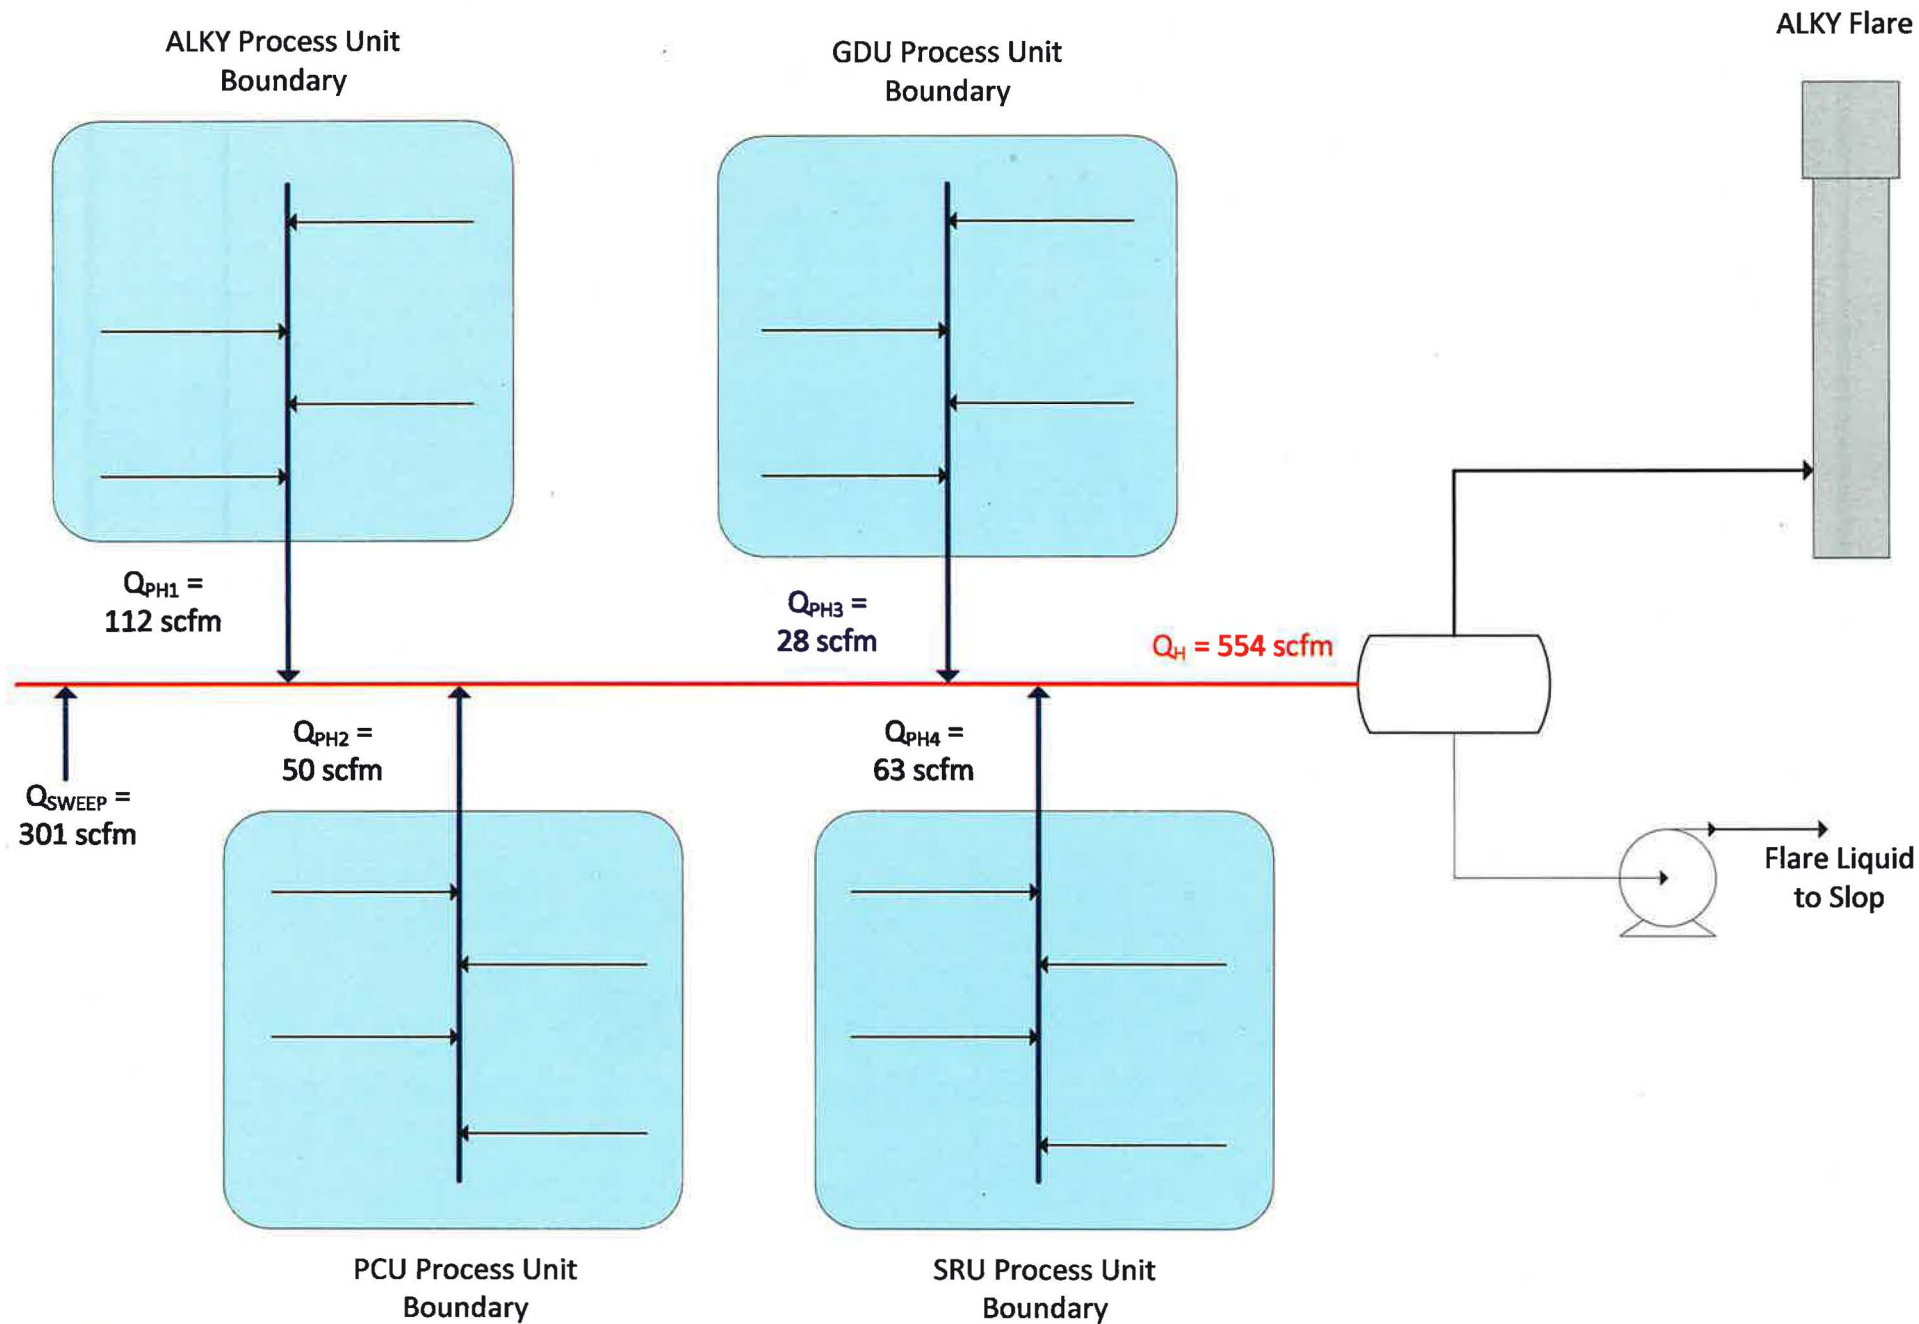 ALKY Flare
ALKY Process Unit
Boundary
GDU Process Unit
Boundary
QPH1 =
112 scfm
QPH3 =
28 scfm
QH = 554 scfm
QPH2 =
50 scfm
QPH4 =
63 scfm
QSWEEP =
301 scfm
Flare Liquid
to Slop
PCU Process Unit
Boundary
SRU Process Unit
Boundary